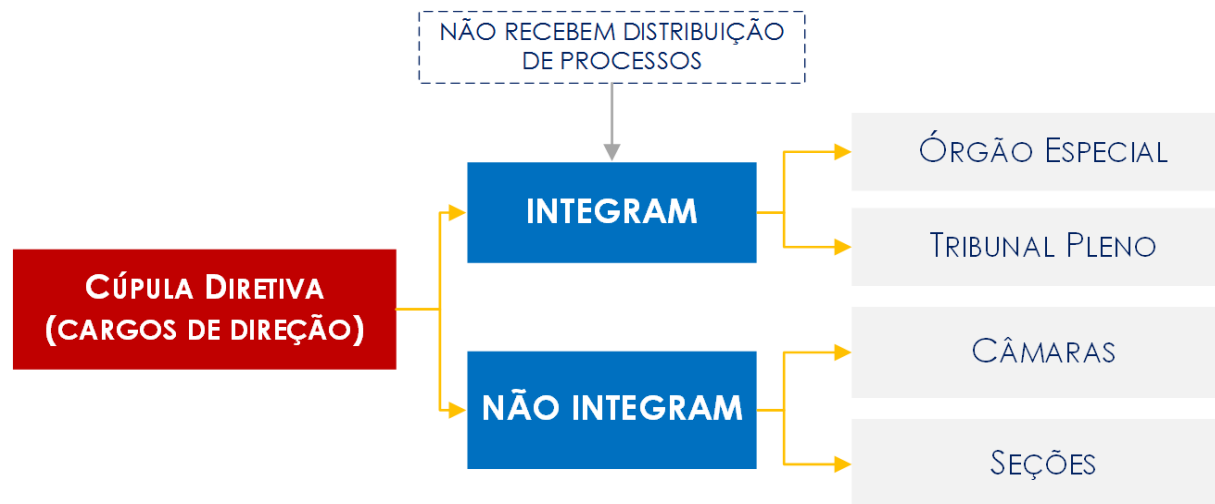 NÃO RECEBEM DISTRIBUIÇÃO
DE PROCESSOS
CÚPULA DIRETIVA
(CARGOS DE DIREÇÃO)
INTEGRAM
ÓRGÃO ESPECIAL
TRIBUNAL PLENO
NÃO INTEGRAM
CÂMARAS
SEÇÕES